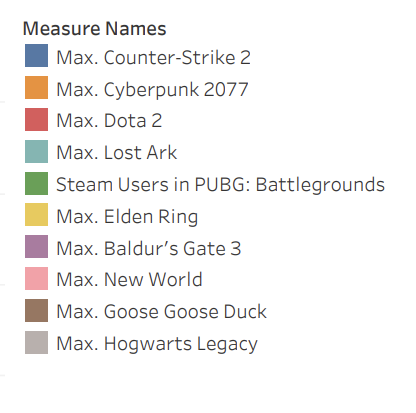 Measure Names
Max. Counter-Strike 2
Max. Cyberpunk 2077
Max. Dota 2
Max. Lost Ark
Steam Users in PUBG: Battlegrounds
Max. Elden Ring
Max. Baldur's Gate 3
Max. New World
Max. Goose Goose Duck
Max. Hogwarts Legacy